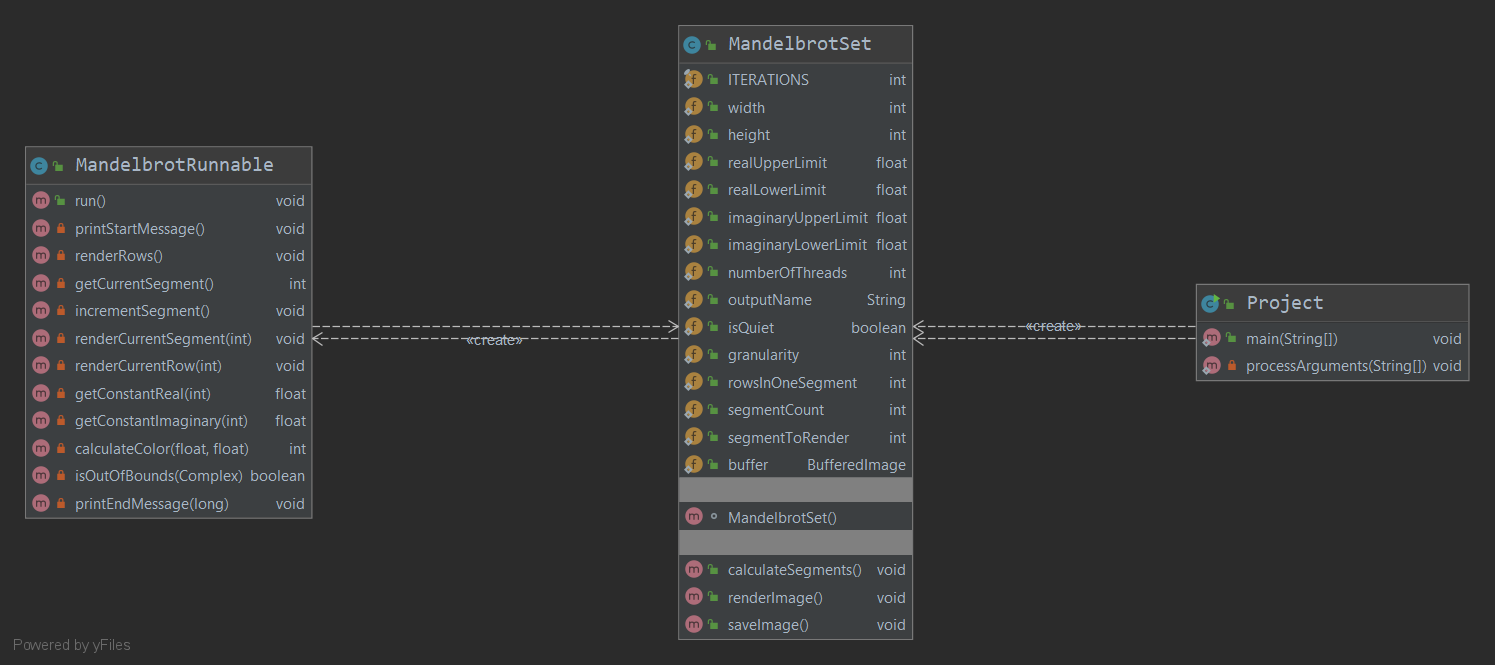 MandelbrotRunnable
run() void
printStartMessage() void
renderRows() void
getCurrentSegment() int
incrementSegment() void
renderCurrentSegment(int) void
renderCurrentRow(int) void
getConstantReal(int) float
getConstantImaginary(int) float
calculateColor(float, float) int
isOutOfBounds(Complex) boolean
printEndMessage(long) void
«create»
MandelbrotSet
ITERATIONS int
width int
height int
realUpperLimit float
realLowerLimit float
imaginaryUpperLimit float
imaginaryLowerLimit float
numberOfThreads int
outputName String
isQuiet boolean
granularity int
rowsInOneSegment int
segmentCount int
segmentToRender int
buffer BufferedImage
MandelbrotSet()
calculateSegments() void
renderImage() void
saveImage() void
«create»
Project
main(String[]) void
processArguments(String[]) void
Powered by yFiles